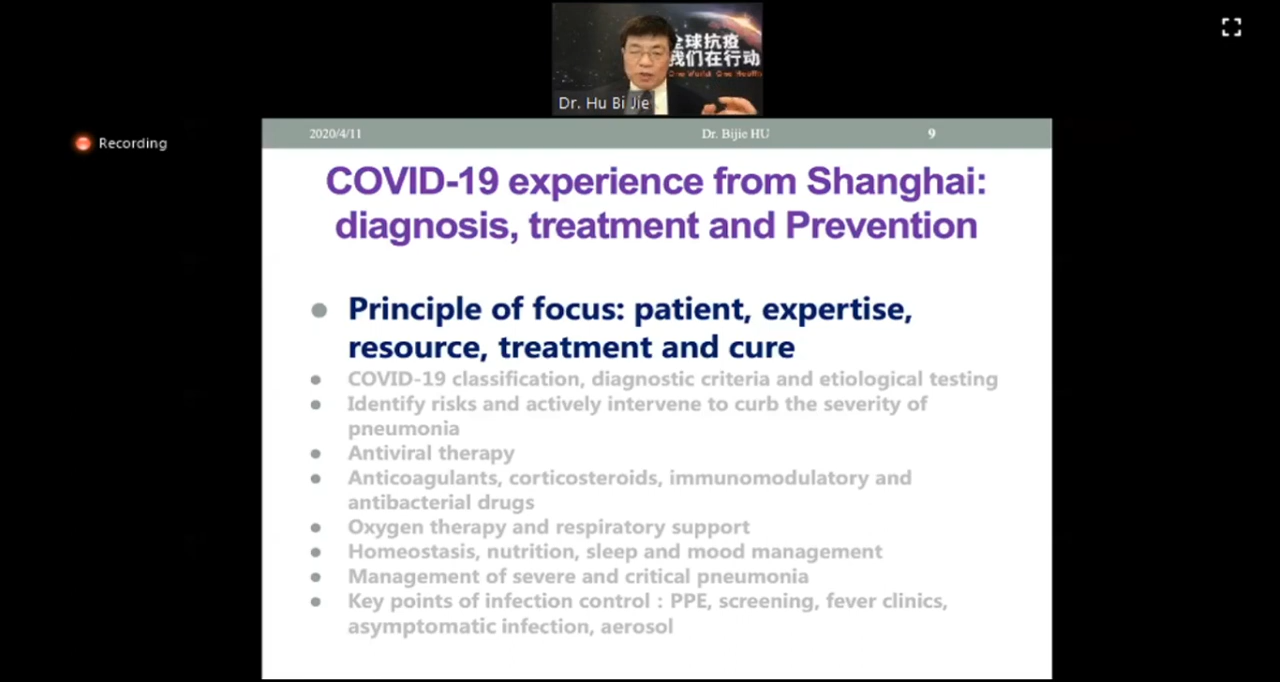 全球抗疫
我们在行动
One World One Health
Dr. Hu Bi Jie
Recording
2020/4/11 Dr. Bijie HU 9
COVID-19 experience from Shanghai:
diagnosis, treatment and Prevention
● Principle of focus: patient, expertise,
resource, treatment and cure
● COVID-19 classification, diagnostic criteria and etiological testing
● Identify risks and actively intervene to curb the severity of
pneumonia
● Antiviral therapy
● Anticoagulants, corticosteroids, immunomodulatory and
antibacterial drugs
● Oxygen therapy and respiratory support
● Homeostasis, nutrition, sleep and mood management
● Management of severe and critical pneumonia
● Key points of infection control : PPE, screening, fever clinics,
asymptomatic infection, aerosol